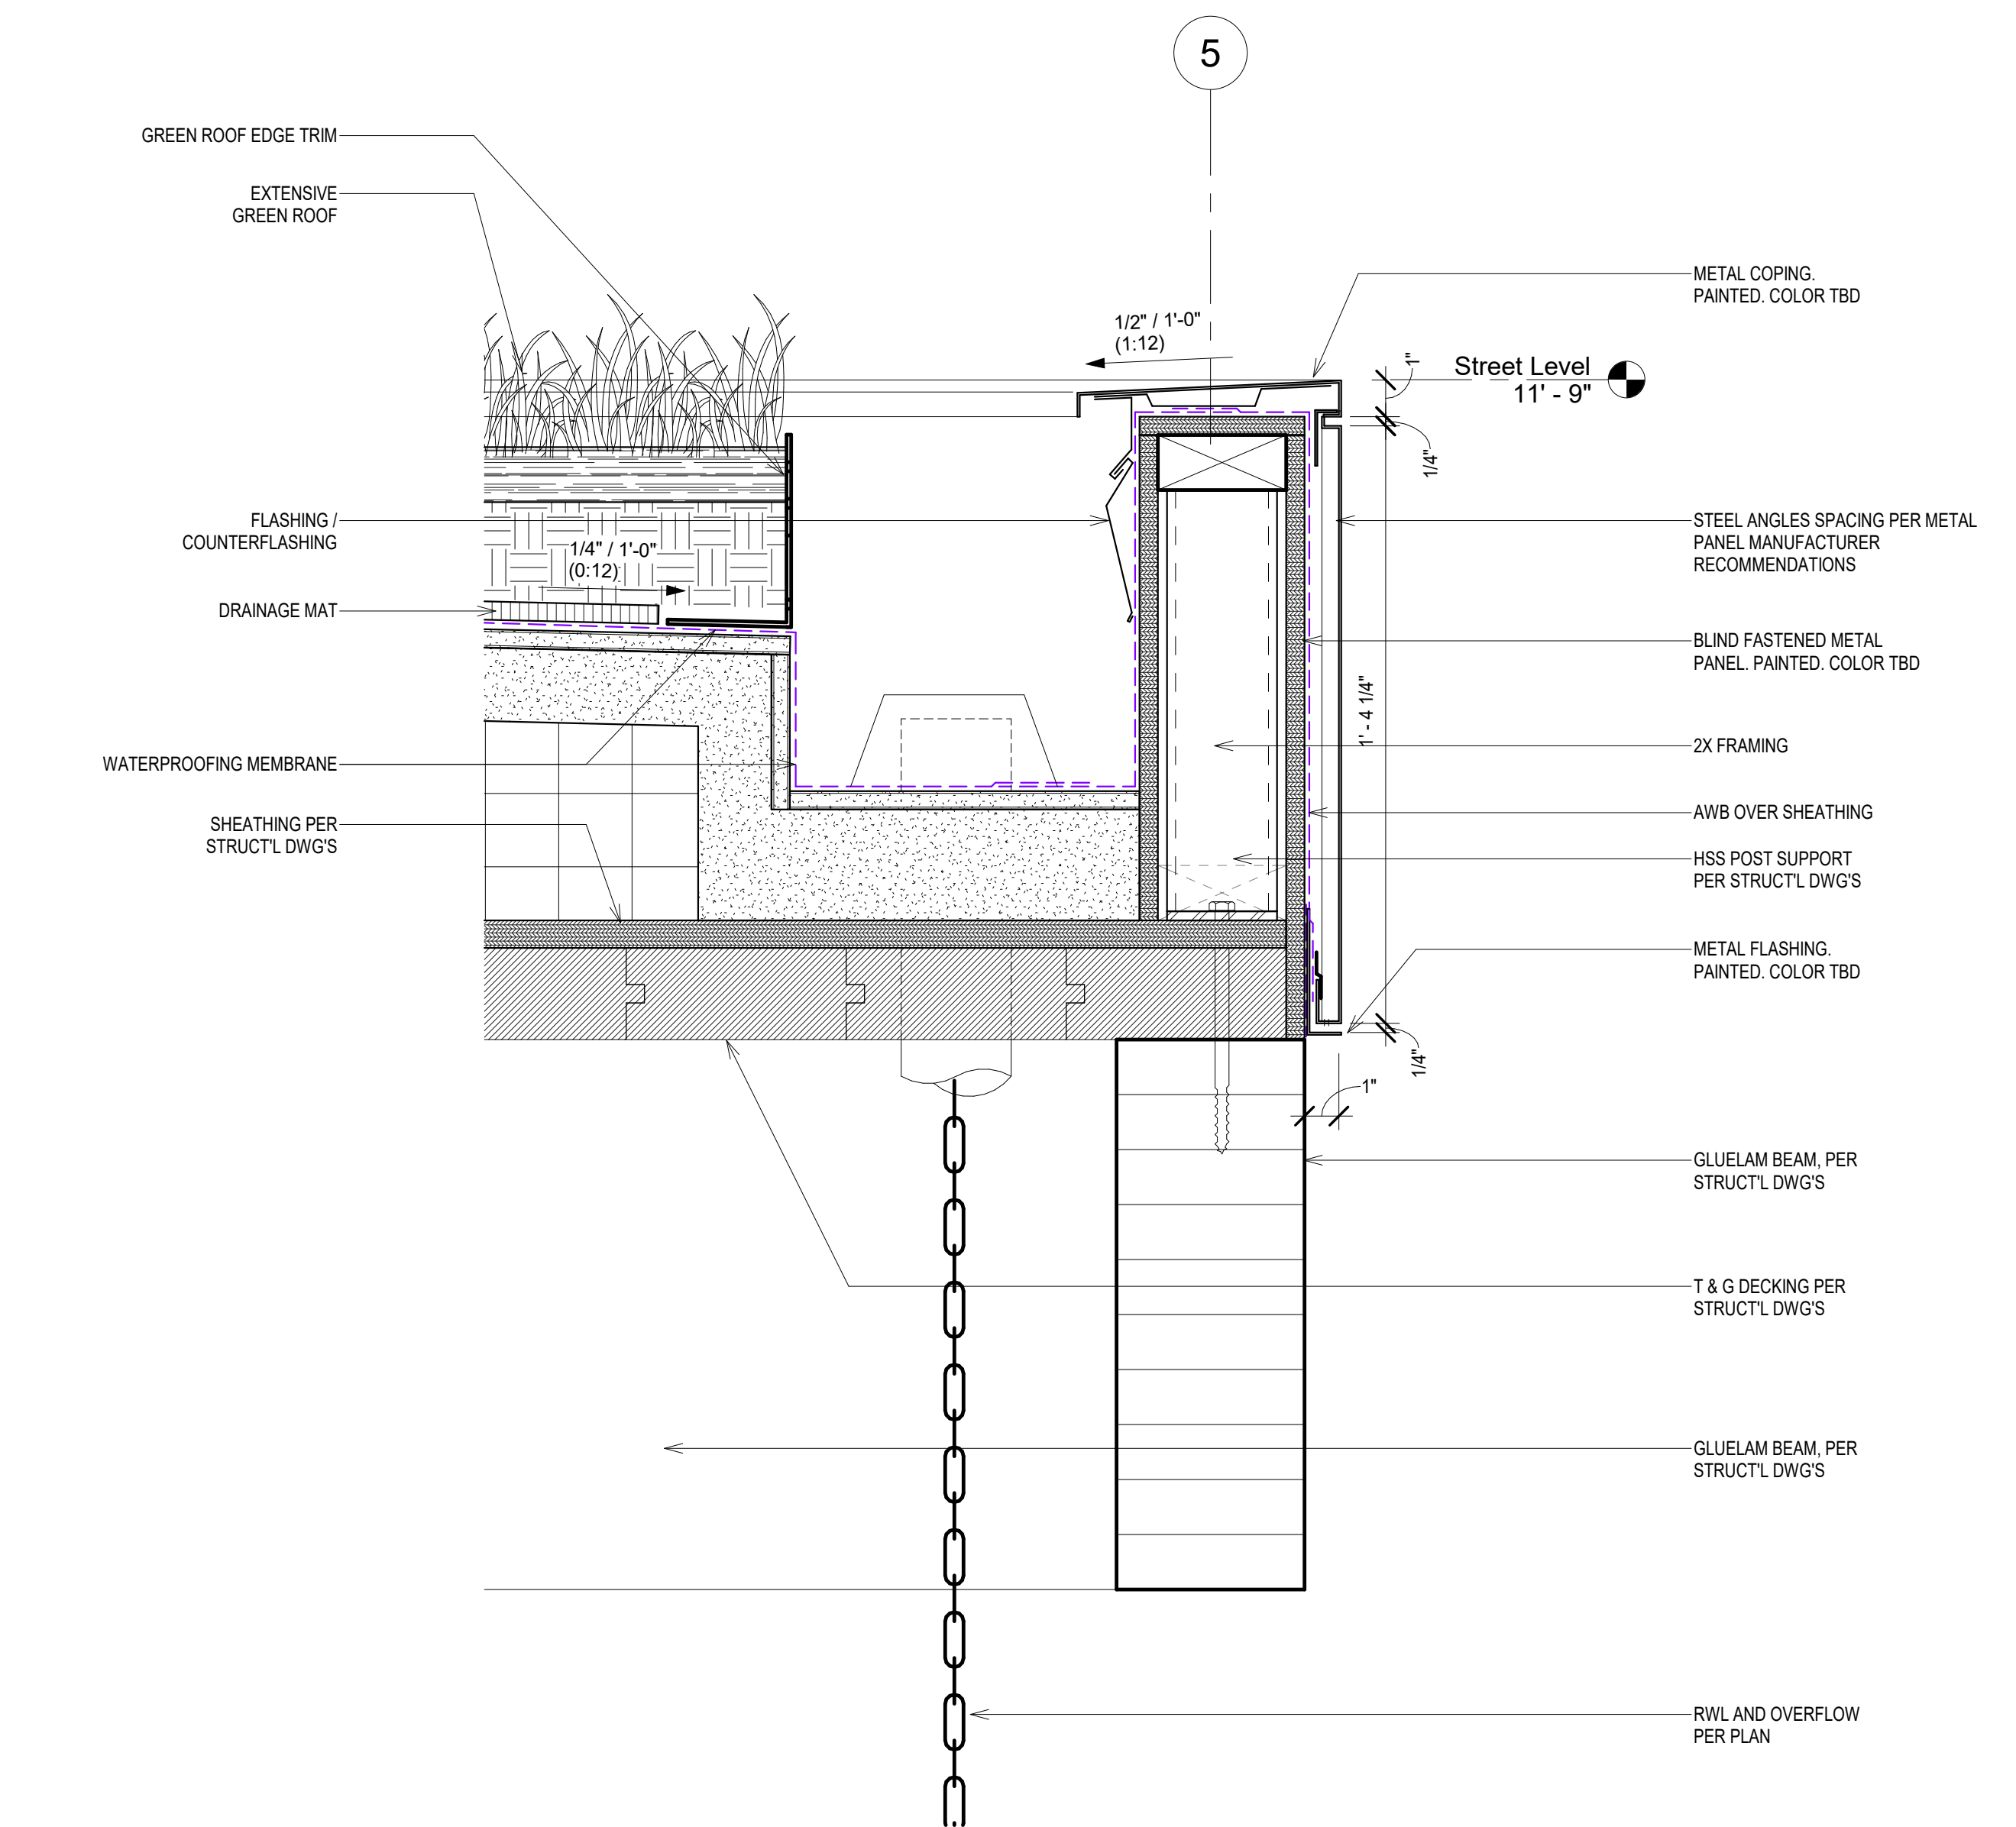 5
GREEN ROOF EDGE TRIM
EXTENSIVE
GREEN ROOF
FLASHING /
COUNTERFLASHING
1/4" / 1'-0"
(0:12)
DRAINAGE MAT
WATERPROOFING MEMBRANE
SHEATHING PER
STRUCT'L DWG'S
1/2" / 1'-0"
(1:12)
METAL COPING.
PAINTED. COLOR TBD
1"
Street Level
11' - 9"
1/4"
STEEL ANGLES SPACING PER METAL
PANEL MANUFACTURER
RECOMMENDATIONS
BLIND FASTENED METAL
PANEL. PAINTED. COLOR TBD
1' - 4 1/4"
2X FRAMING
AWB OVER SHEATHING
HSS POST SUPPORT
PER STRUCT'L DWG'S
METAL FLASHING.
PAINTED. COLOR TBD
1/4"
1"
GLUELAM BEAM, PER
STRUCT'L DWG'S
T & G DECKING PER
STRUCT'L DWG'S
GLUELAM BEAM, PER
STRUCT'L DWG'S
RWL AND OVERFLOW
PER PLAN